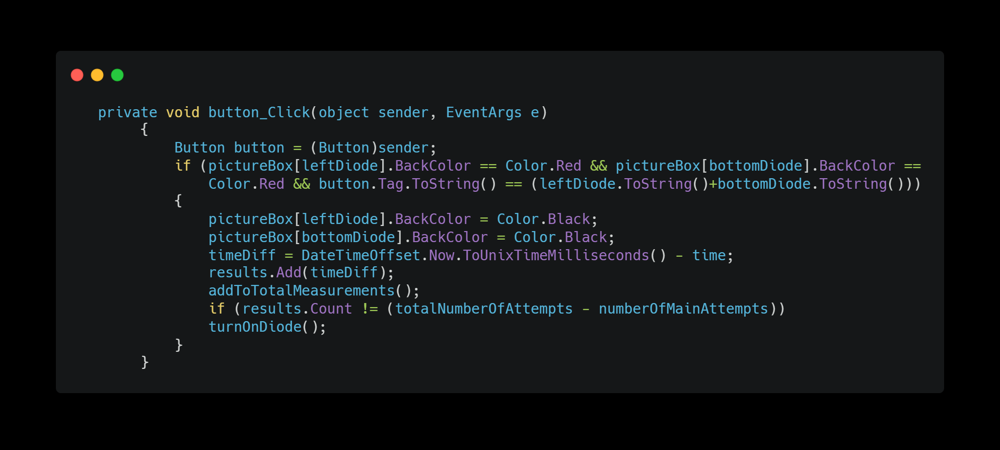 private void button_Click(object sender, EventArgs e)
{
Button button = (Button)sender;
if (pictureBox[leftDiode].BackColor == Color.Red && pictureBox[bottomDiode].BackColor ==
Color.Red && button.Tag.ToString() == (leftDiode.ToString()+bottomDiode.ToString()))
{
pictureBox[leftDiode].BackColor = Color.Black;
pictureBox[bottomDiode].BackColor = Color.Black;
timeDiff = DateTimeOffset.Now.ToUnixTimeMilliseconds() - time;
results.Add(timeDiff);
addToTotalMeasurements();
if (results.Count != (totalNumberOfAttempts - numberOfMainAttempts))
turnOnDiode();
}
}